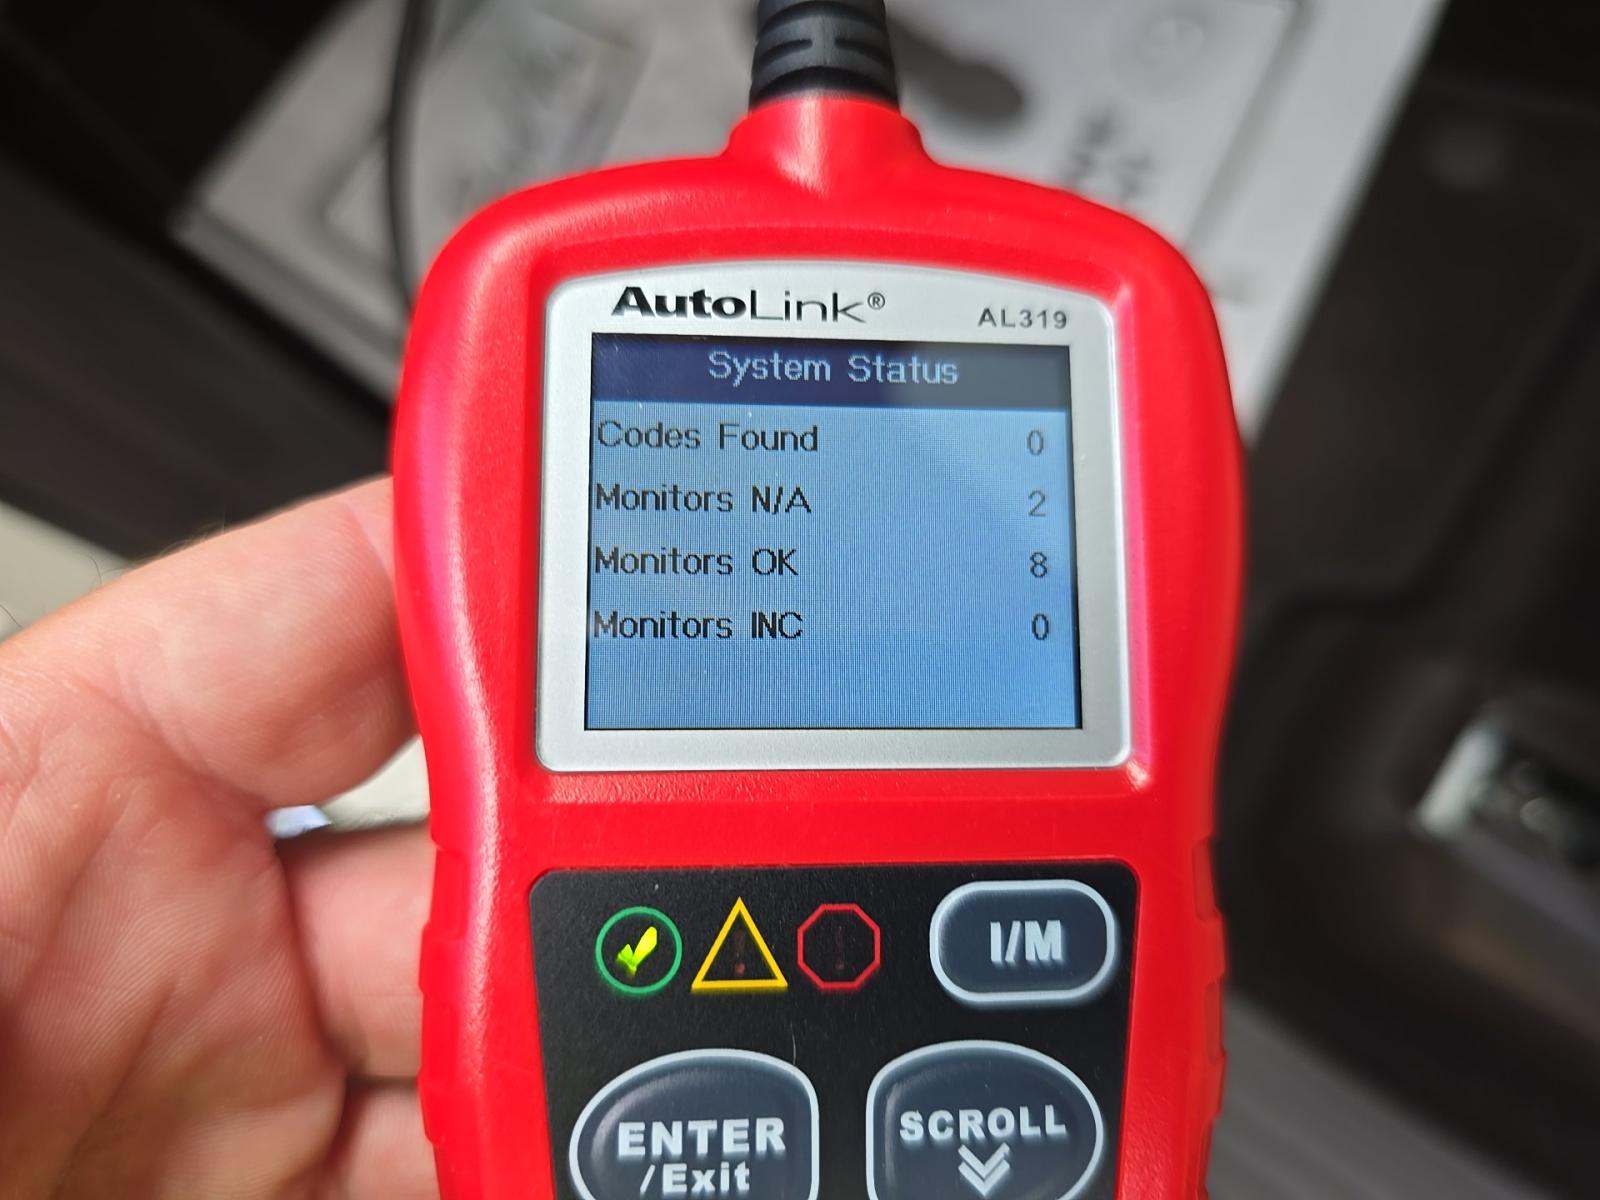 AutoLink®
AL319
System Status
Codes Found 0
Monitors N/A 2
Monitors OK 8
Monitors INC 0
I/M
ENTER
/Exit
SCROLL